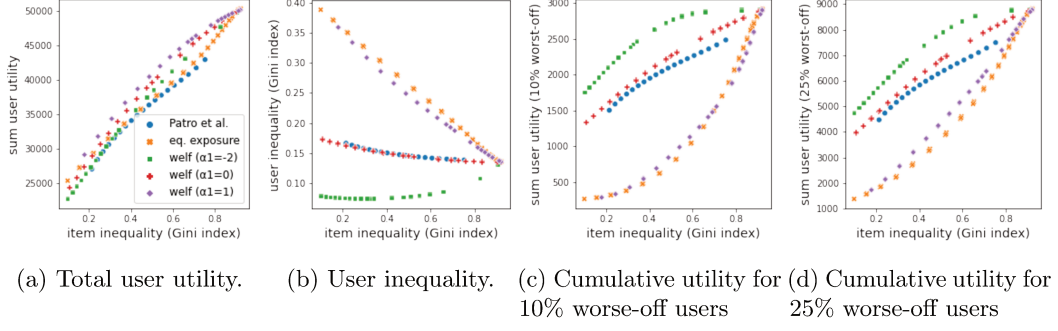 50000
45000
40000
35000
30000
25000
sum user utility
0.2 0.4 0.6 0.8
item inequality (Gini index)
Patro et al.
eq. exposure
welf (α1=-2)
welf (α1=0)
welf (α1=1)
0.40
0.35
0.30
0.25
0.20
0.15
0.10
user inequality (Gini index)
0.2 0.4 0.6 0.8
item inequality (Gini index)
3000
2500
2000
1500
1000
500
sum user utility (10% worst-off)
0.2 0.4 0.6 0.8
item inequality (Gini index)
9000
8000
7000
6000
5000
4000
3000
2000
1000
sum user utility (25% worst-off)
0.2 0.4 0.6 0.8
item inequality (Gini index)
(a) Total user utility.
(b) User inequality.
(c) Cumulative utility for
10% worse-off users
(d) Cumulative utility for
25% worse-off users